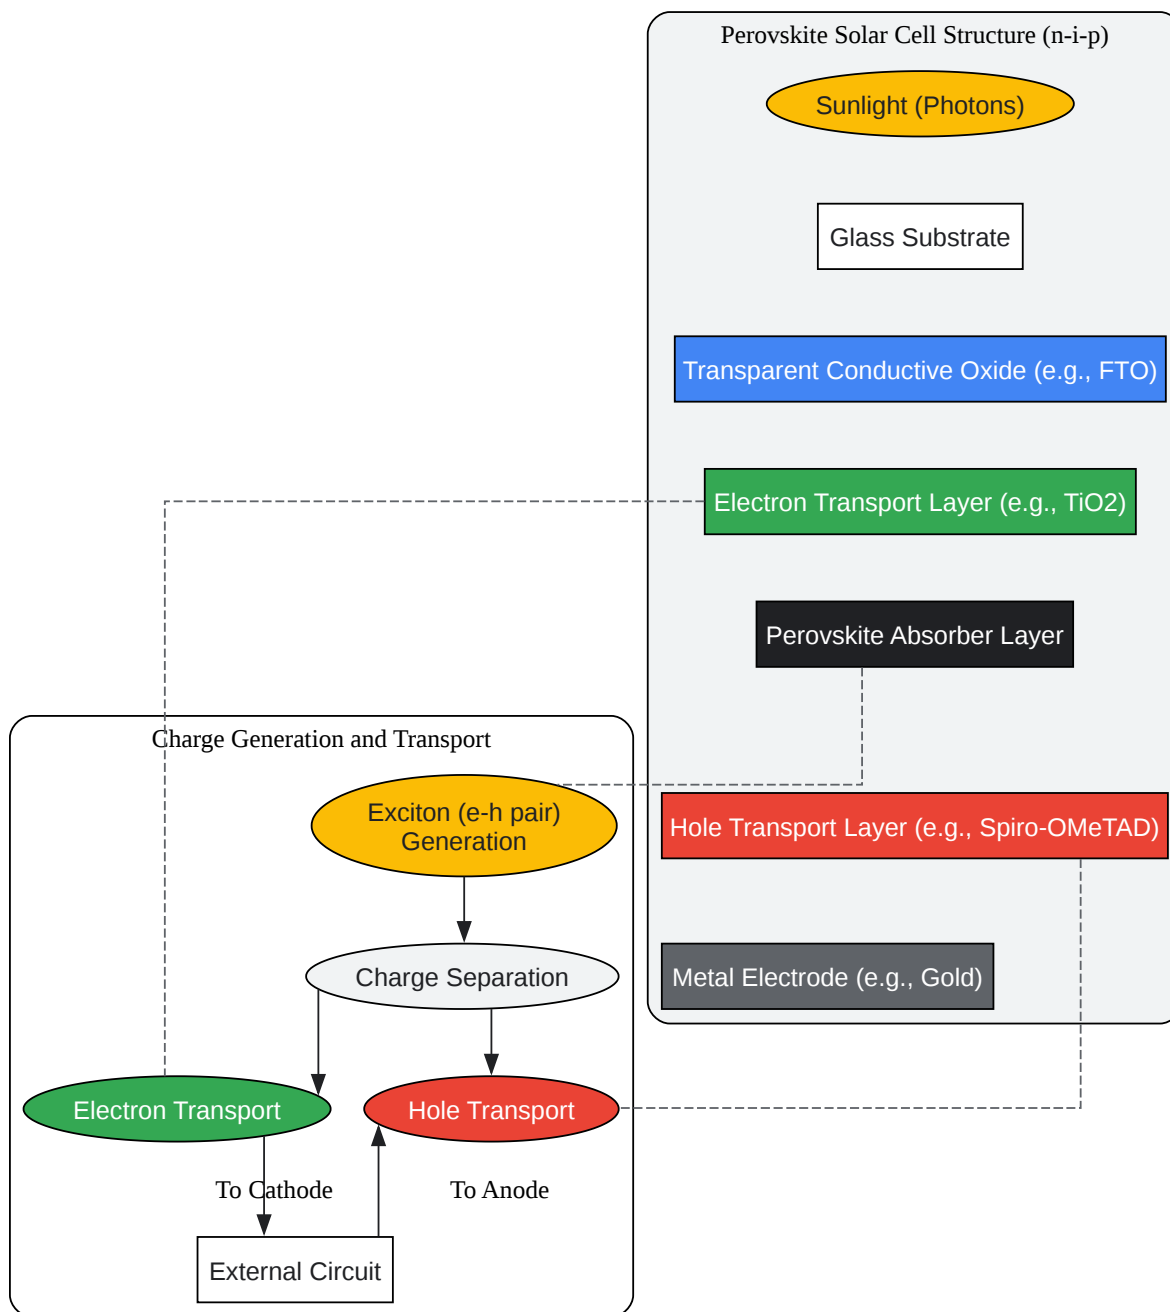 Perovskite Solar Cell Structure (n-i-p)
Sunlight (Photons)
Glass Substrate
Transparent Conductive Oxide (e.g., FTO)
Electron Transport Layer (e.g., TiO2)
Perovskite Absorber Layer
Hole Transport Layer (e.g., Spiro-OMeTAD)
Metal Electrode (e.g., Gold)
Charge Generation and Transport
Exciton (e-h pair)
Generation
Charge Separation
Electron Transport
Hole Transport
To Cathode
To Anode
External Circuit